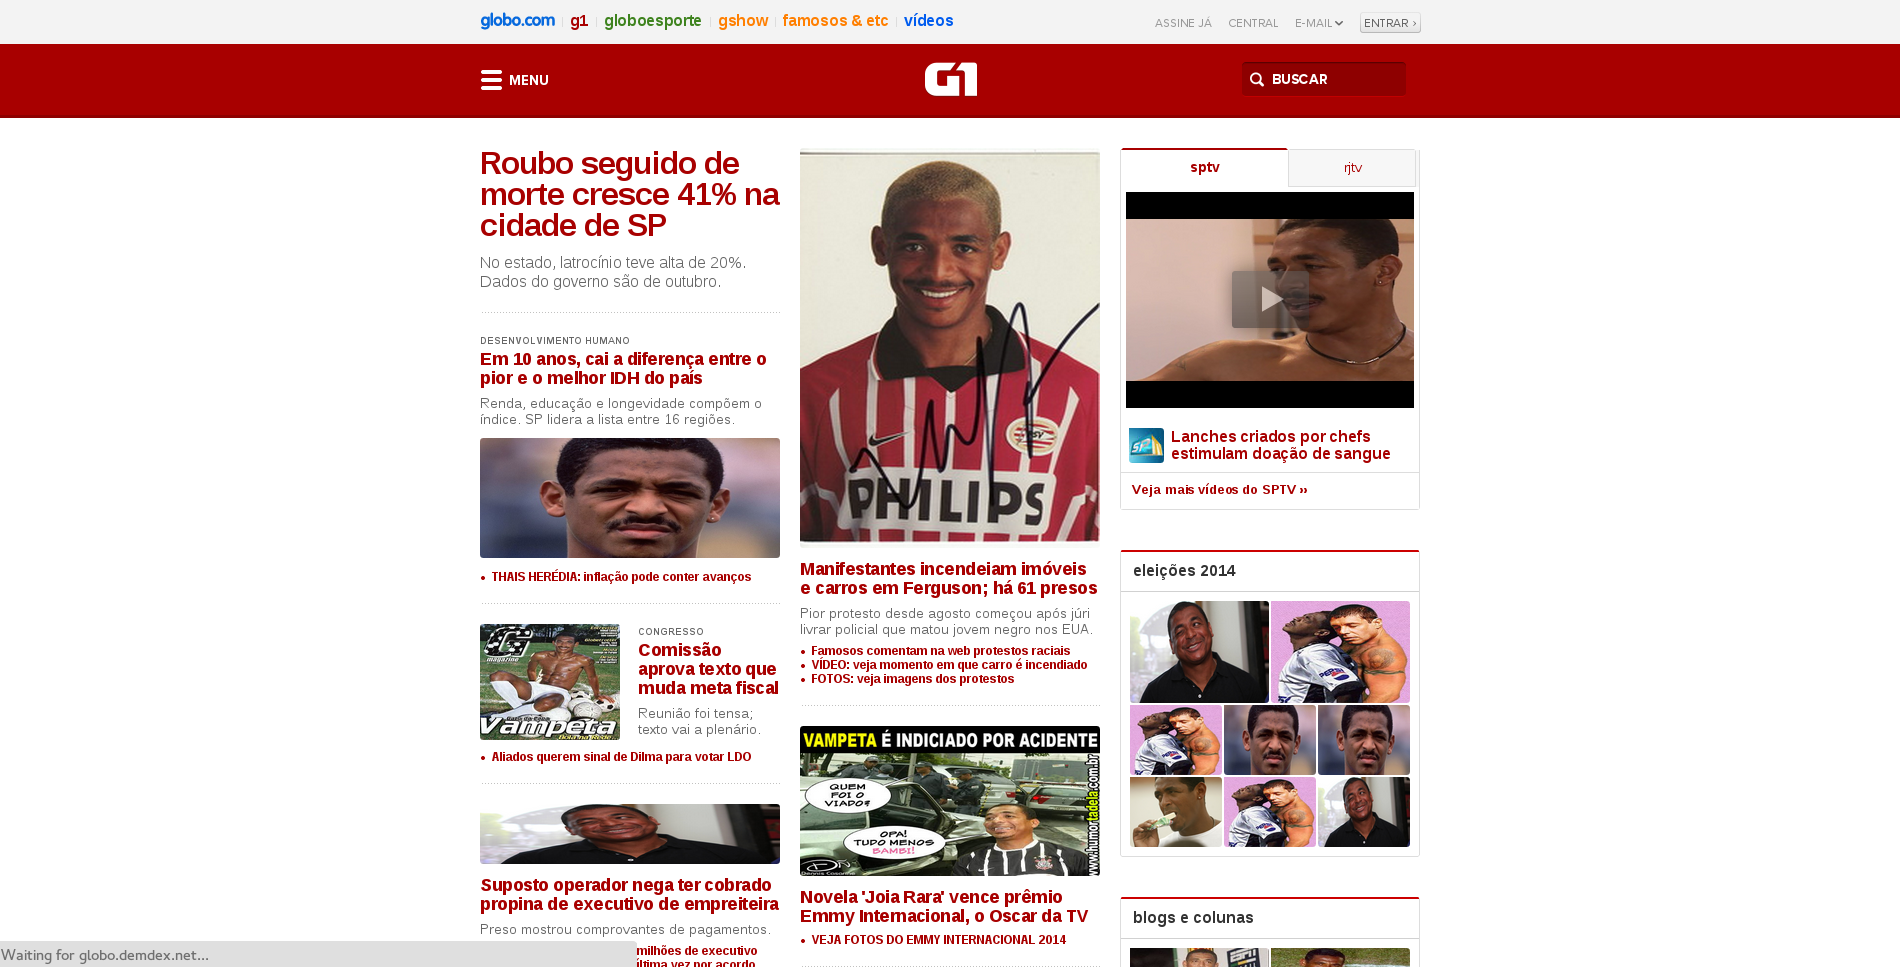 globo.com
g1
globoesporte
gshow
famosos & etc
vídeos
ASSINE JÁ
CENTRAL
E-MAIL
ENTRAR ›
MENU
G1
BUSCAR
Roubo seguido de
morte cresce 41% na
cidade de SP
No estado, latrocínio teve alta de 20%.
Dados do governo são de outubro.
DESENVOLVIMENTO HUMANO
Em 10 anos, cai a diferença entre o
pior e o melhor IDH do país
Renda, educação e longevidade compõem o
índice. SP lidera a lista entre 16 regiões.
• THAIS HERÉDIA: inflação pode conter avanços
G
magazine
Vampeta
CONGRESSO
Comissão
aprova texto que
muda meta fiscal
Reunião foi tensa;
texto vai a plenário.
• Aliados querem sinal de Dilma para votar LDO
Suposto operador nega ter cobrado
propina de executivo de empreiteira
Preso mostrou comprovantes de pagamentos.
milhões de executivo
última vez por acordo
PSV
PHILIPS
Manifestantes incendeiam imóveis
e carros em Ferguson; há 61 presos
Pior protesto desde agosto começou após júri
livrar policial que matou jovem negro nos EUA.
• Famosos comentam na web protestos raciais
• VÍDEO: veja momento em que carro é incendiado
• FOTOS: veja imagens dos protestos
VAMPETA É INDICIADO POR ACIDENTE
QUEM
FOI O
VIADO?
OPA!
TUDO MENOS
BAMBI!
www.humortadela.com.br
Novela 'Joia Rara' vence prêmio
Emmy Internacional, o Oscar da TV
• VEJA FOTOS DO EMMY INTERNACIONAL 2014
sptv
rjtv
Lanches criados por chefs
estimulam doação de sangue
Veja mais vídeos do SPTV ››
eleições 2014
blogs e colunas
Waiting for globo.demdex.net...